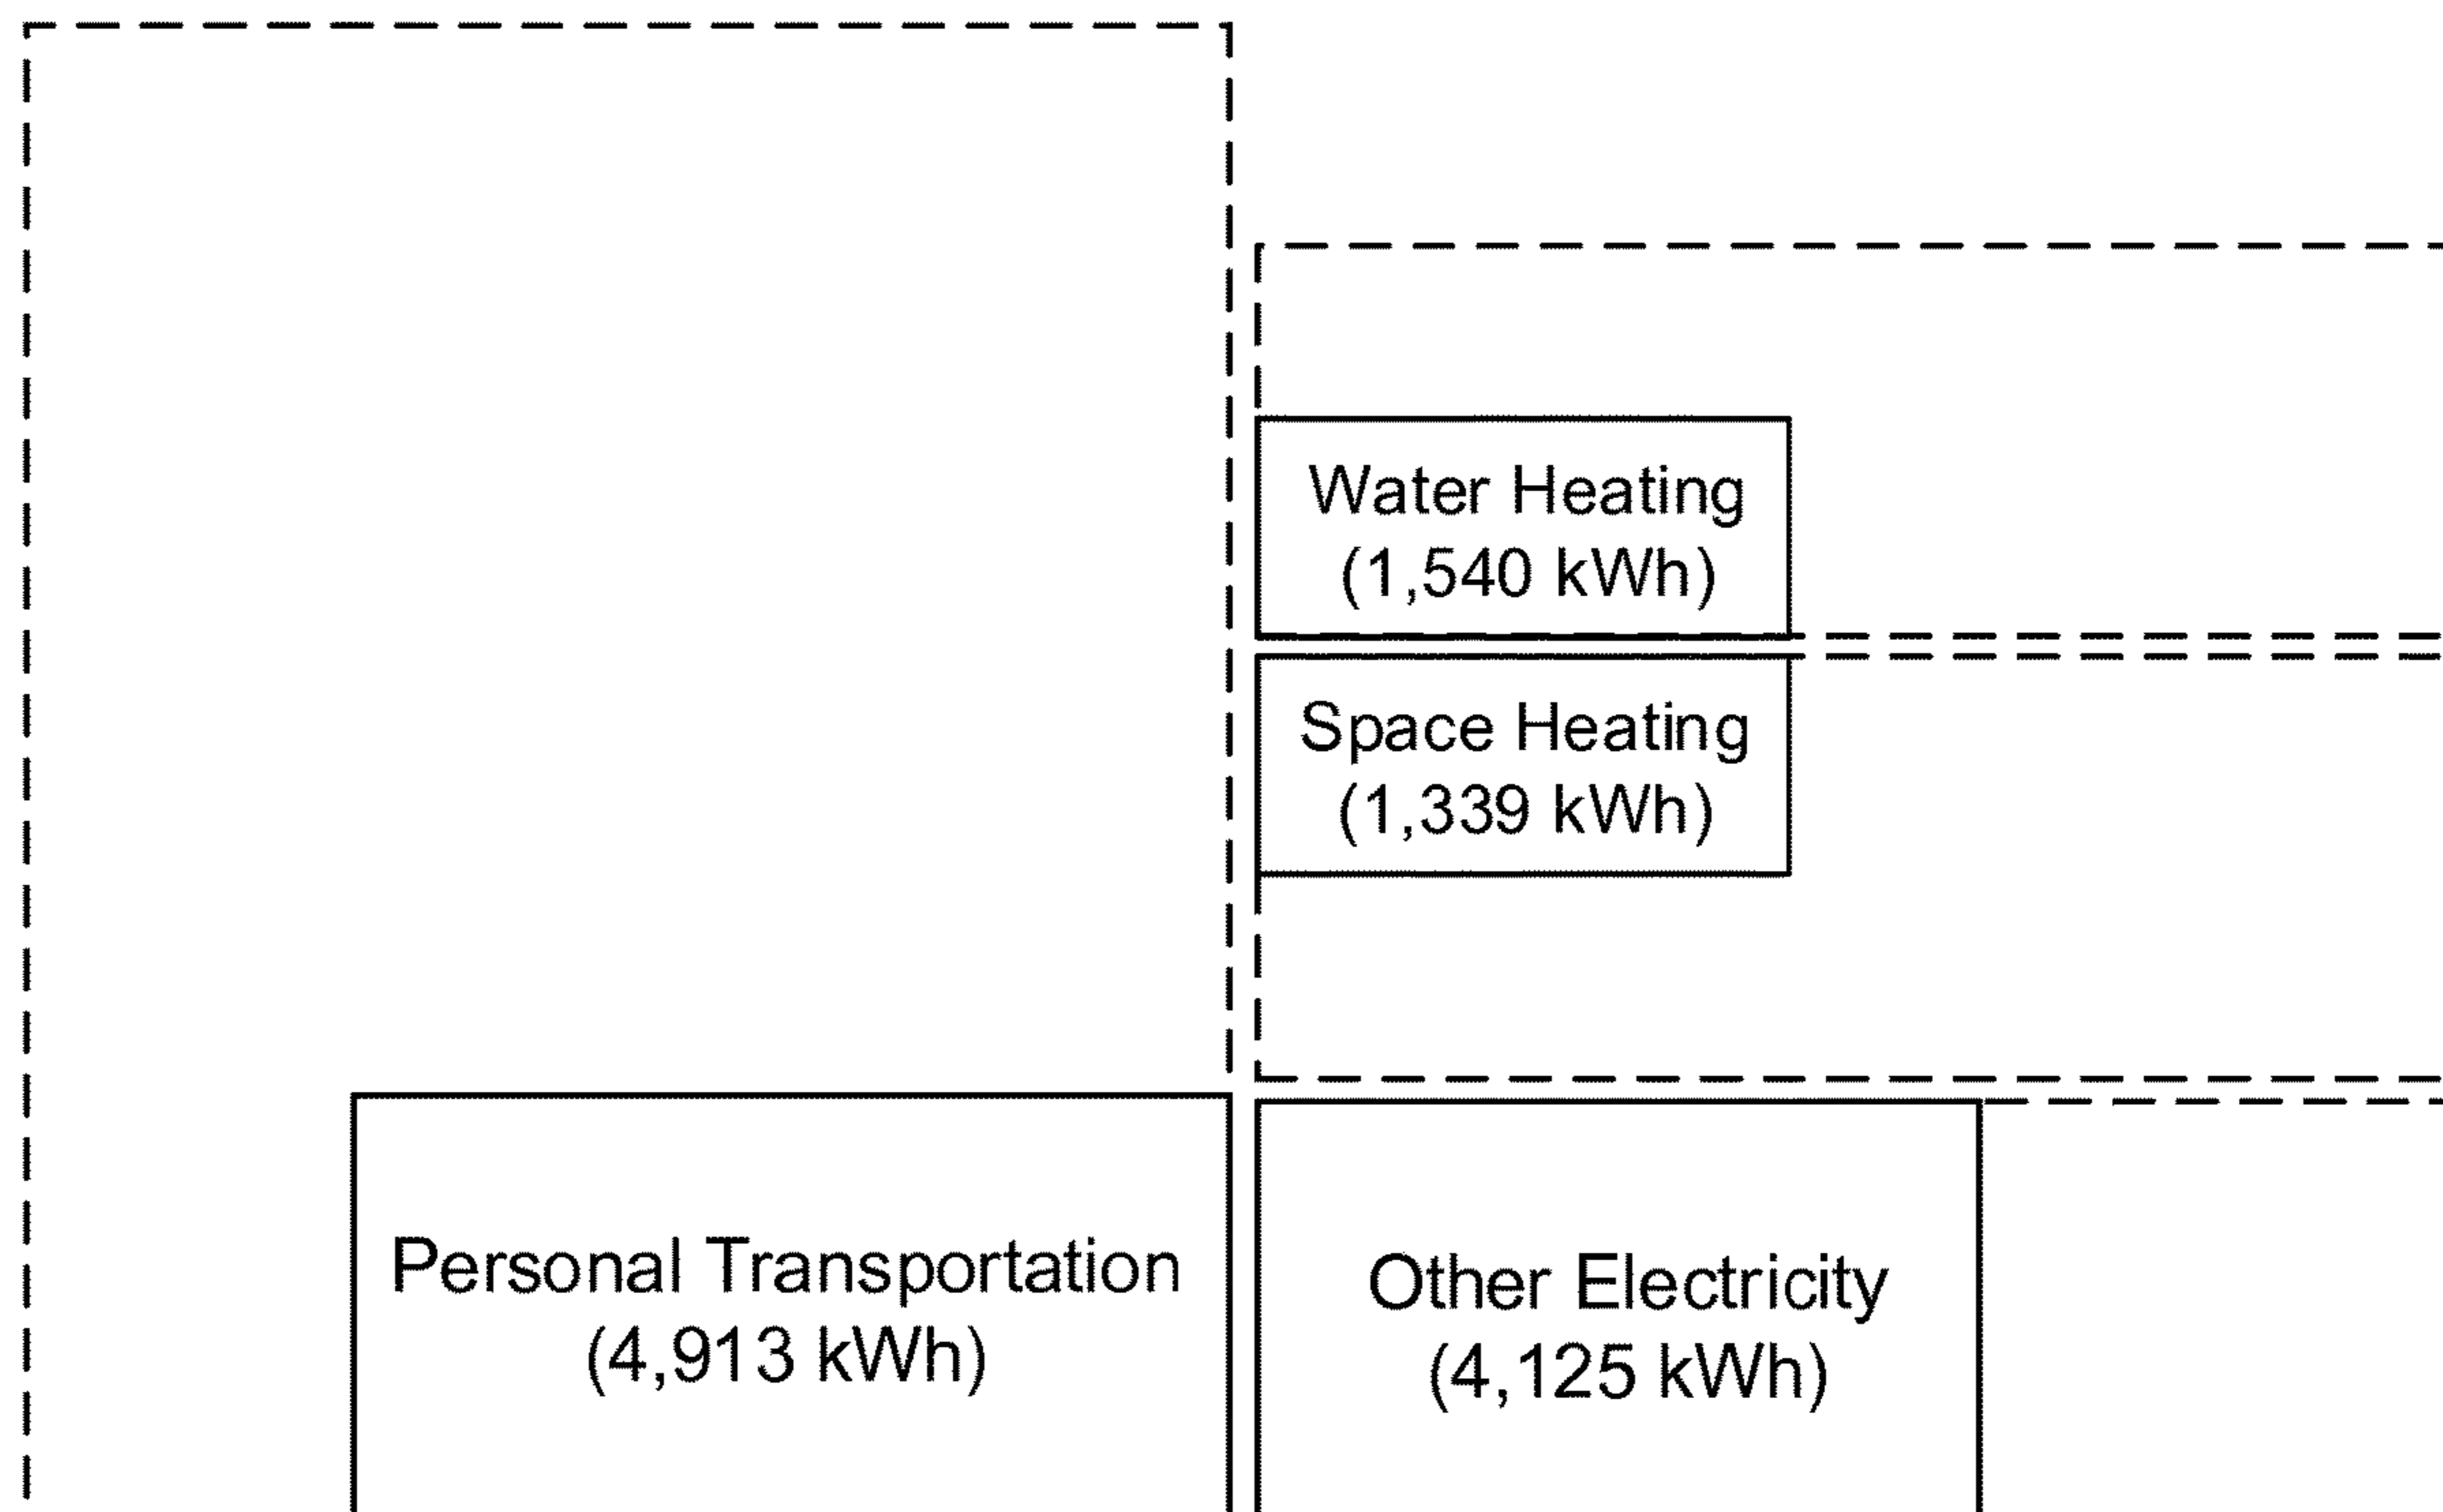 Water Heating
(1,540 kWh)
Space Heating
(1,339 kWh)
Personal Transportation
(4,913 kWh)
Other Electricity
(4,125 kWh)